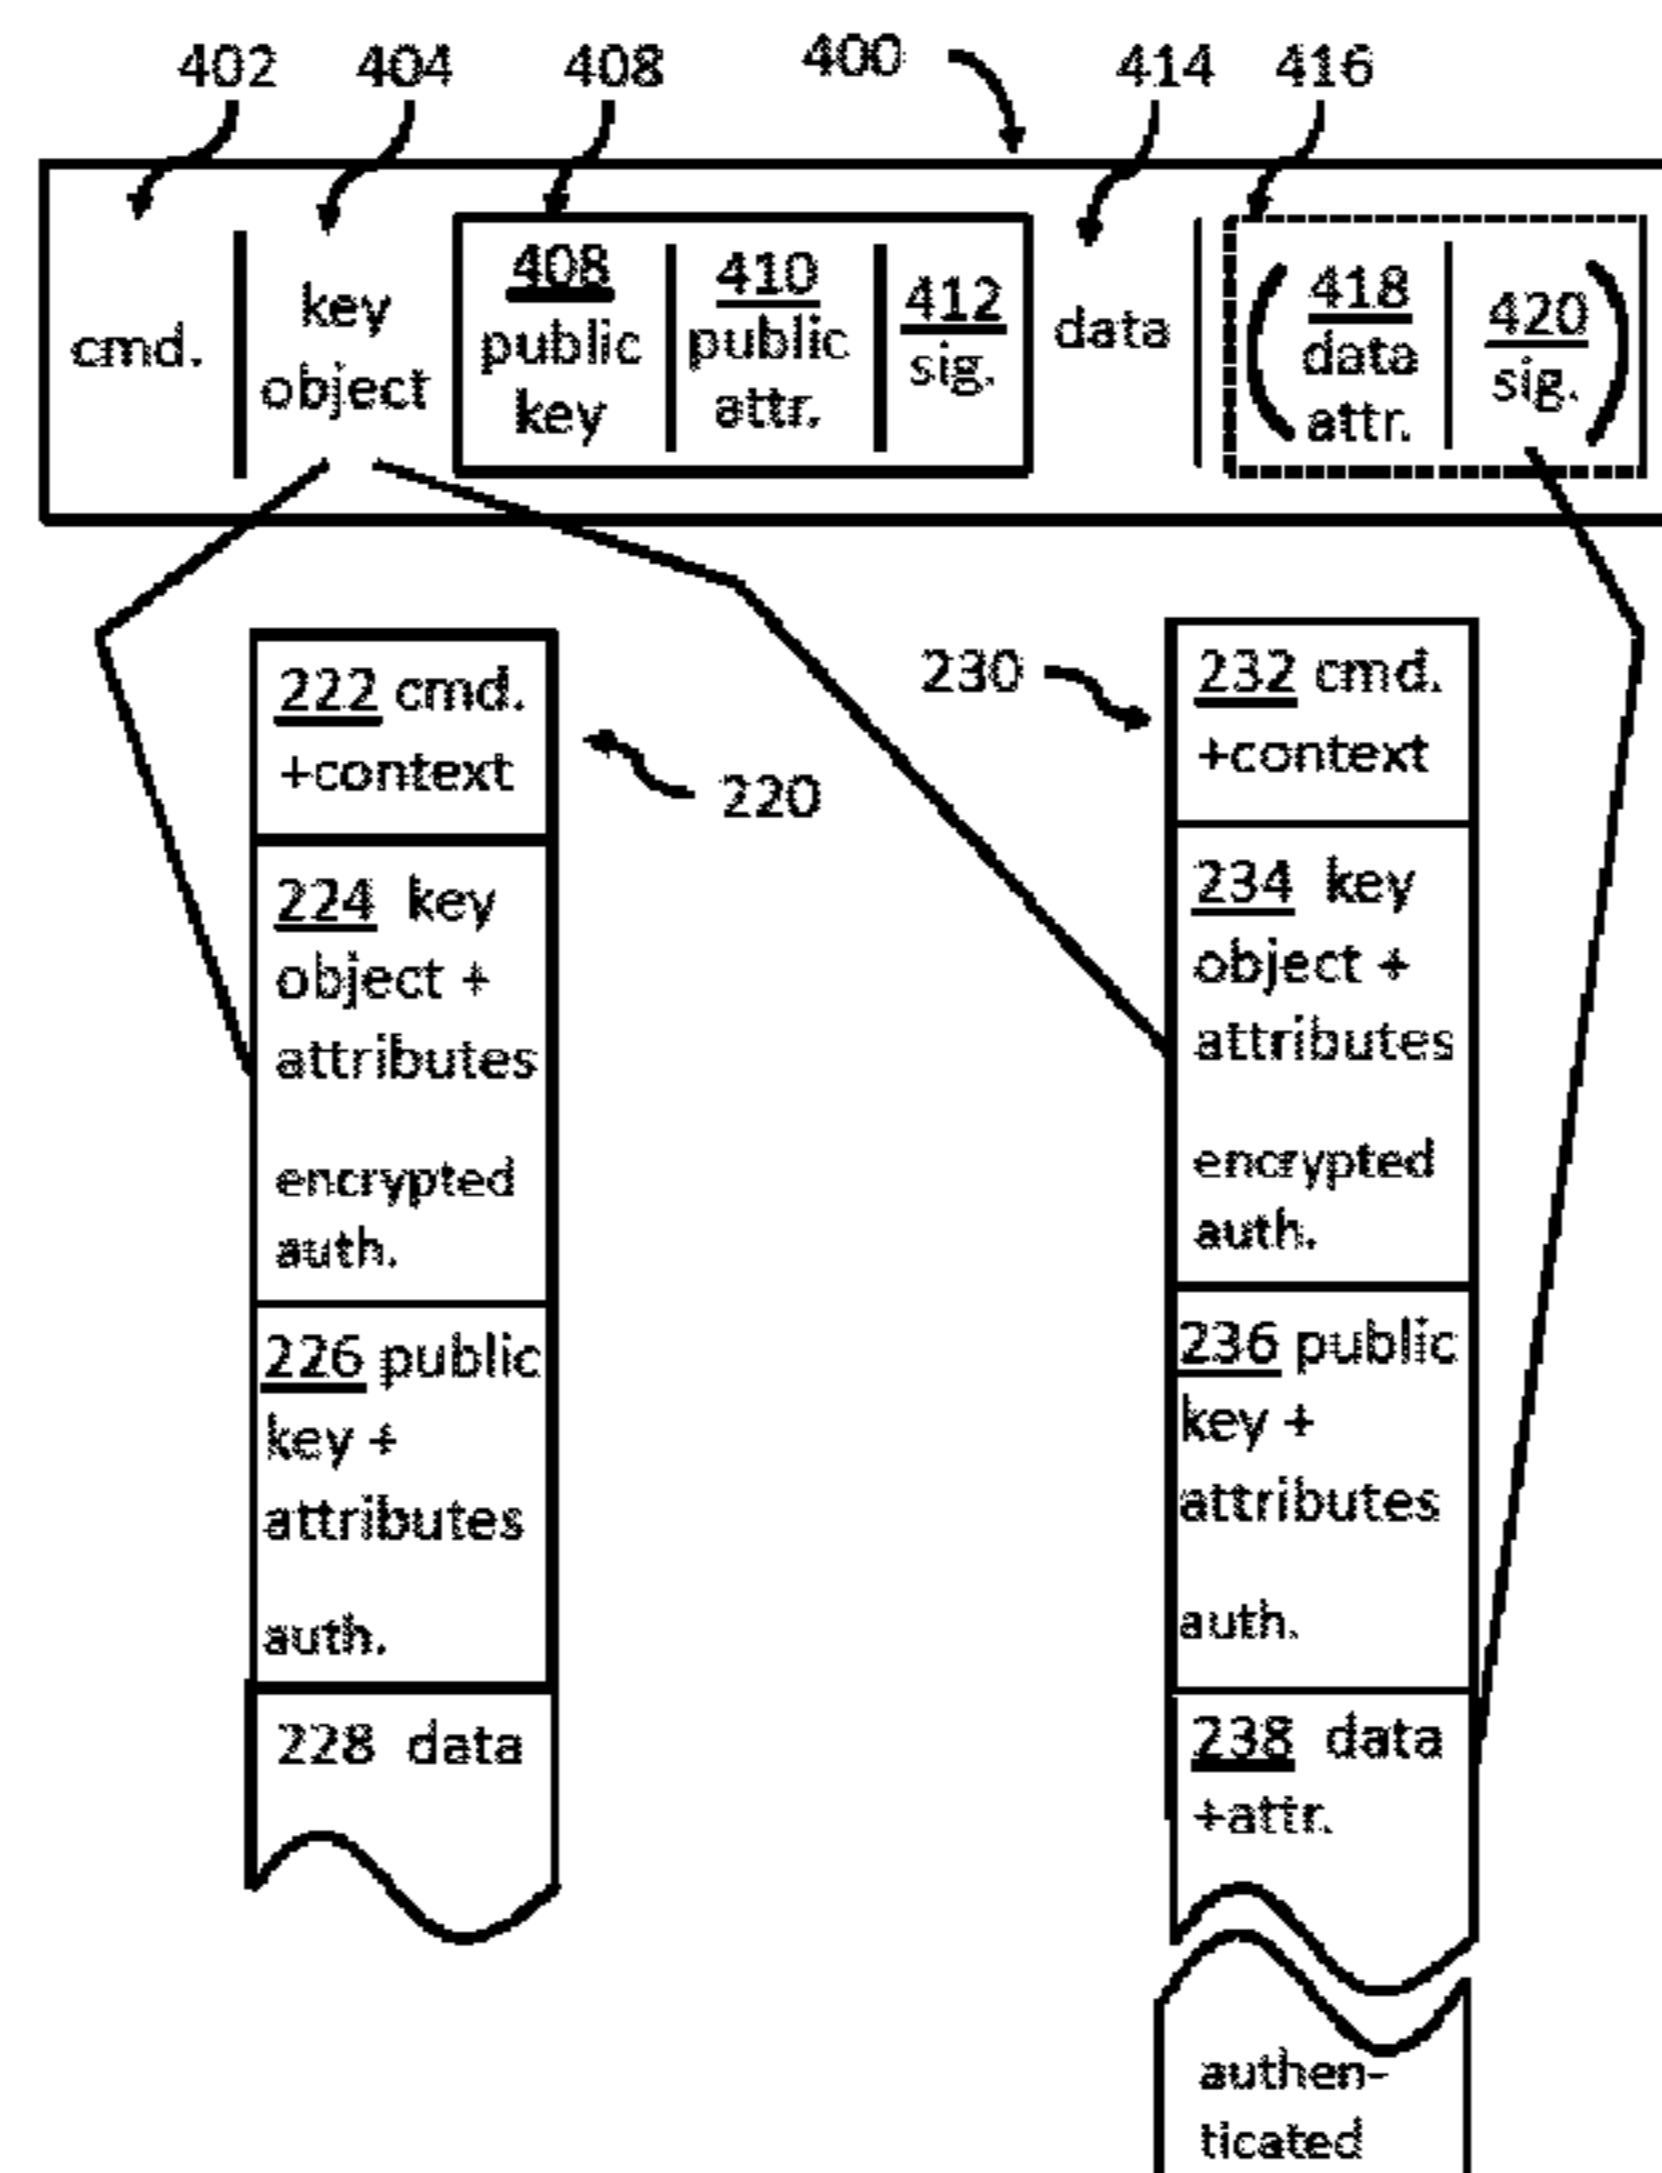 402 404 408 400 414 416
cmd.
key
object
408
public
key
410
public
attr.
412
sig.
data
418
data
attr.
420
sig.
222 cmd.
+context
220
224 key
object +
attributes
encrypted
auth.
226 public
key +
attributes
auth.
228 data
230
232 cmd.
+context
234 key
object +
attributes
encrypted
auth.
236 public
key +
attributes
auth.
238 data
+attr.
authen-
ticated